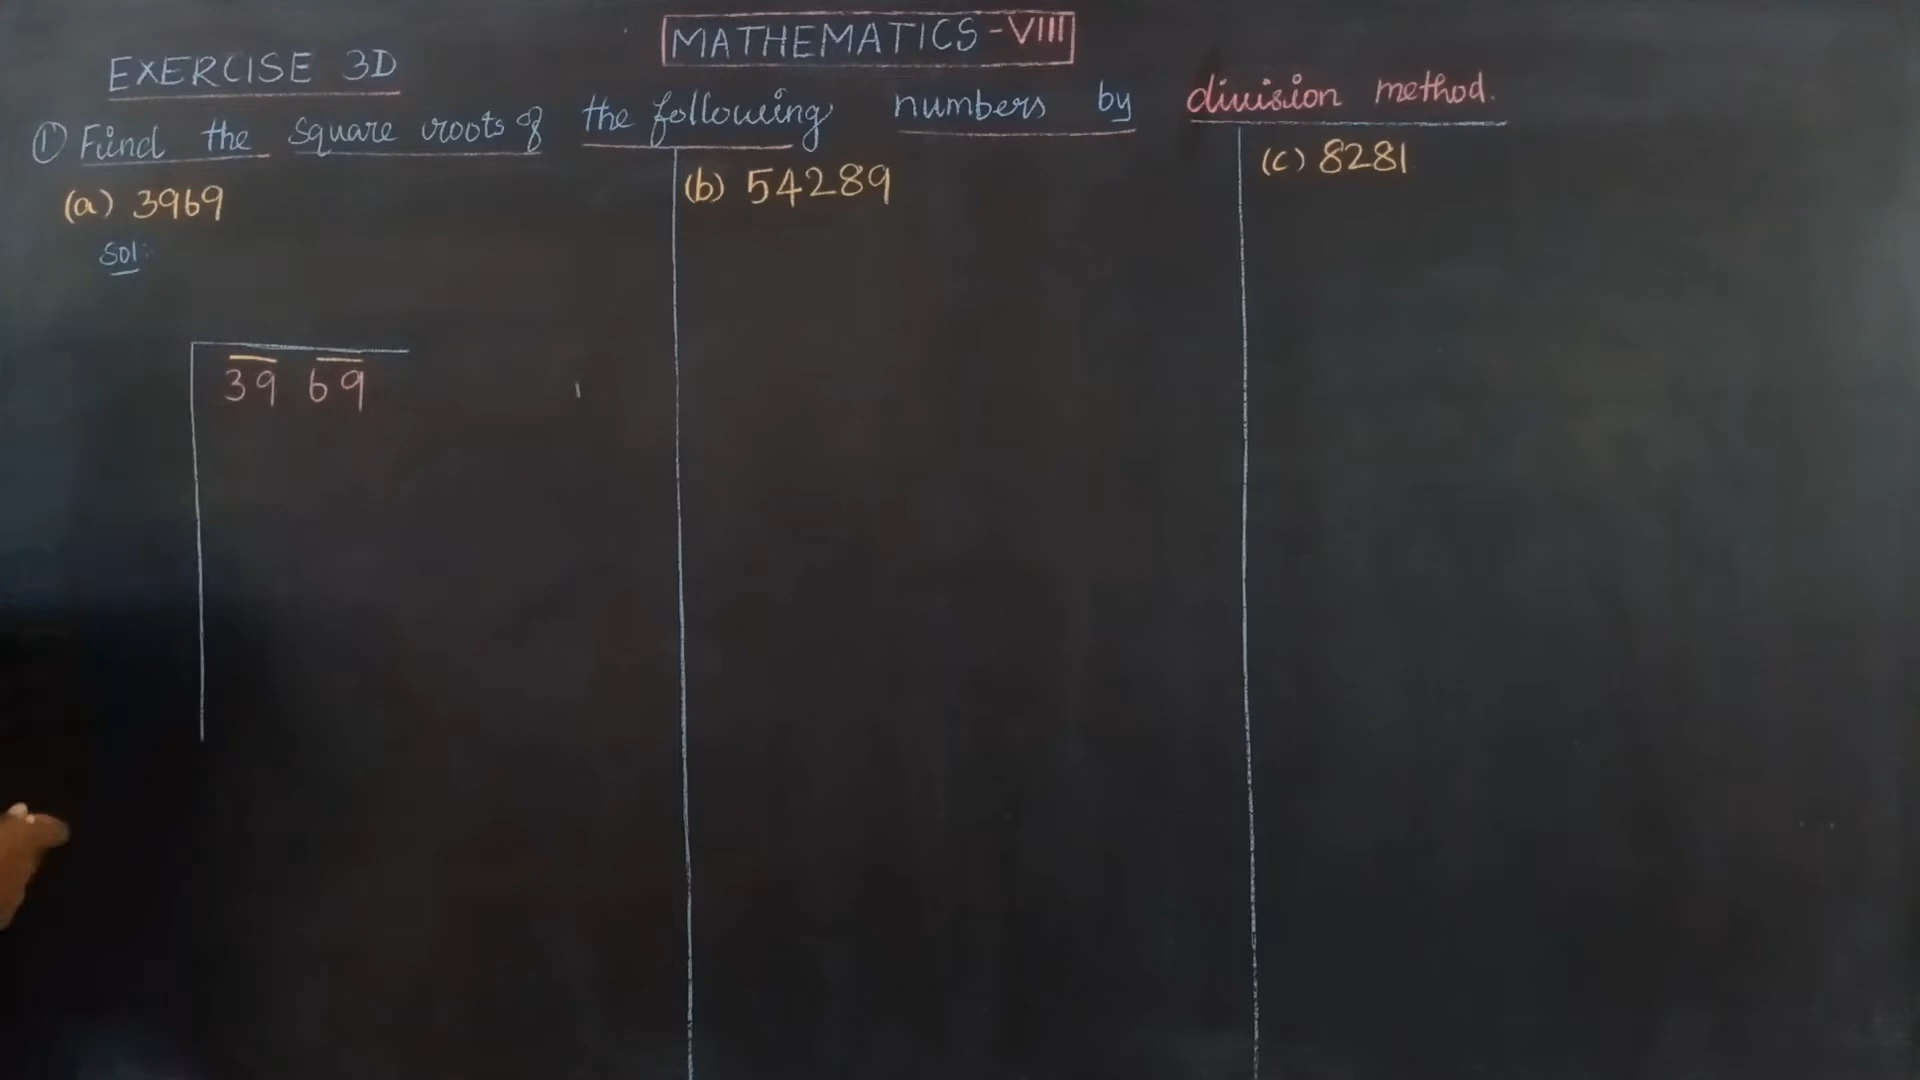 MATHEMATICS-VIII
EXERCISE 3D
① Find the square roots of the following numbers by division method.
(a) 3969
Sol:
39 69
(b) 54289
(c) 8281